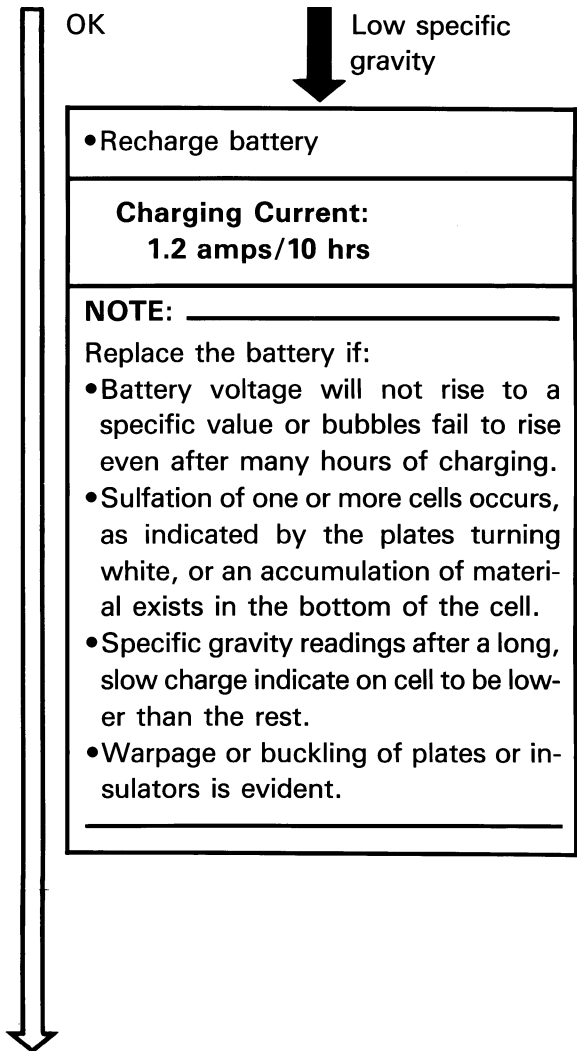 OK
Low specific
gravity
•Recharge battery
Charging Current:
1.2 amps/10 hrs
NOTE:
Replace the battery if:
•Battery voltage will not rise to a
specific value or bubbles fail to rise
even after many hours of charging.
•Sulfation of one or more cells occurs,
as indicated by the plates turning
white, or an accumulation of materi-
al exists in the bottom of the cell.
•Specific gravity readings after a long,
slow charge indicate on cell to be low-
er than the rest.
•Warpage or buckling of plates or in-
sulators is evident.